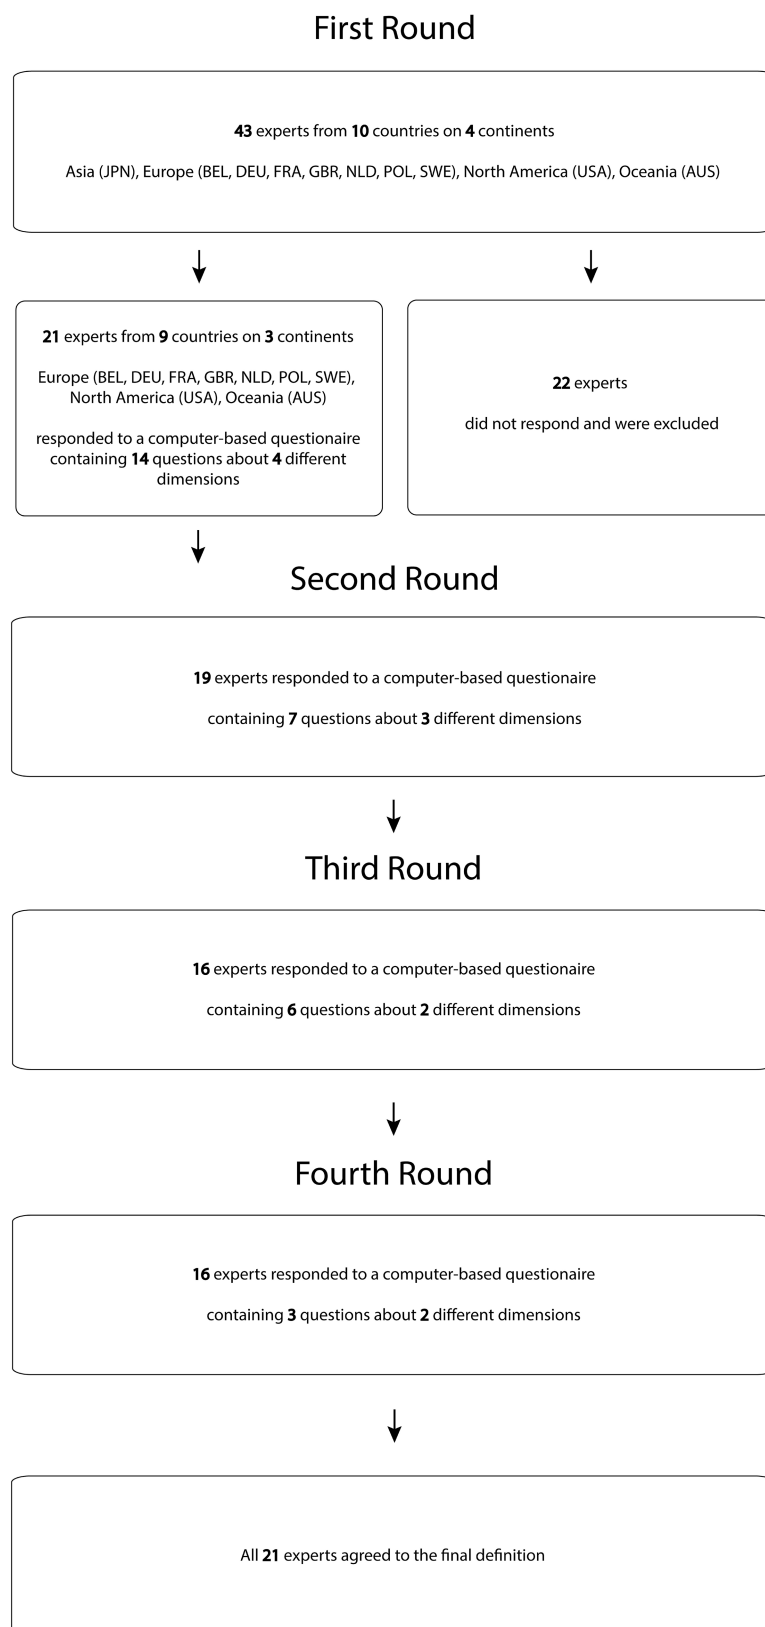 First Round
43 experts from 10 countries on 4 continents
Asia (JPN), Europe (BEL, DEU, FRA, GBR, NLD, POL, SWE), North America (USA), Oceania (AUS)
21 experts from 9 countries on 3 continents
Europe (BEL, DEU, FRA, GBR, NLD, POL, SWE),
North America (USA), Oceania (AUS)
responded to a computer-based questionaire
containing 14 questions about 4 different
dimensions
22 experts
did not respond and were excluded
Second Round
19 experts responded to a computer-based questionaire
containing 7 questions about 3 different dimensions
Third Round
16 experts responded to a computer-based questionaire
containing 6 questions about 2 different dimensions
Fourth Round
16 experts responded to a computer-based questionaire
containing 3 questions about 2 different dimensions
All 21 experts agreed to the final definition